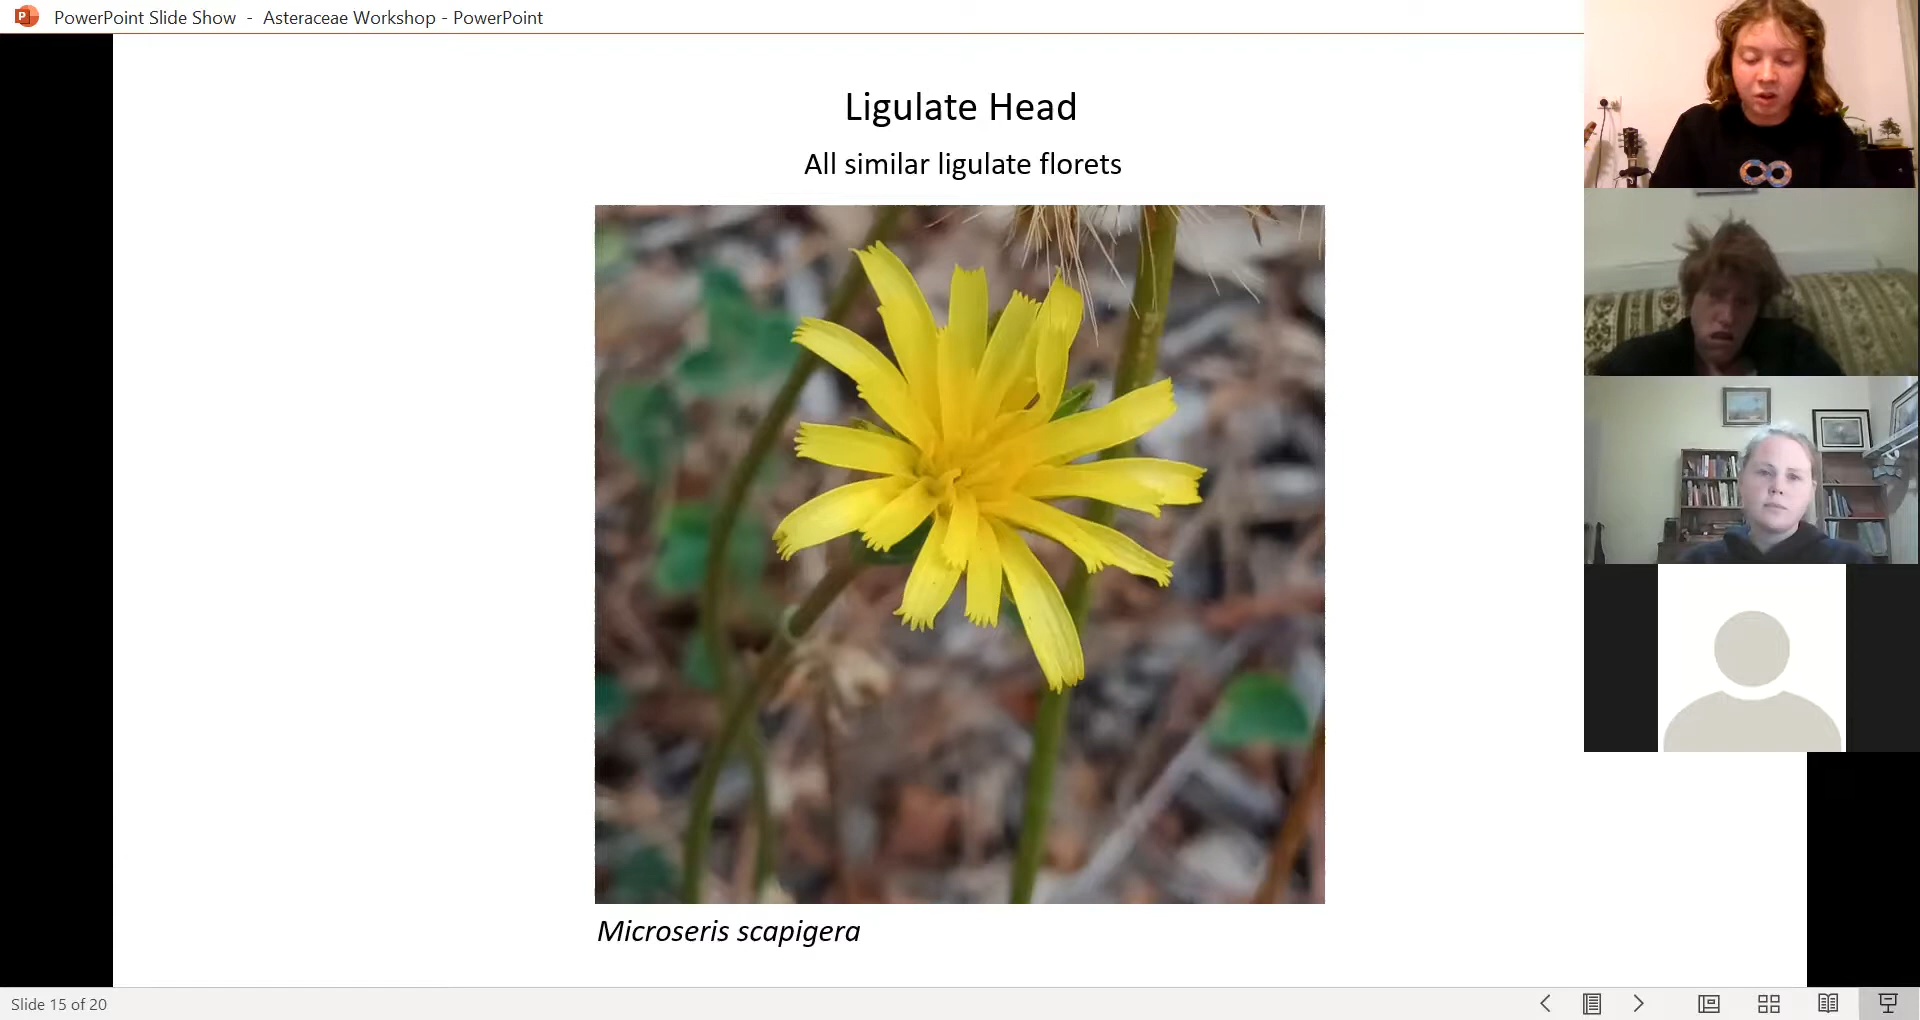 PowerPoint Slide Show - Asteraceae Workshop - PowerPoint
Ligulate Head
All similar ligulate florets
Microseris scapigera
Slide 15 of 20